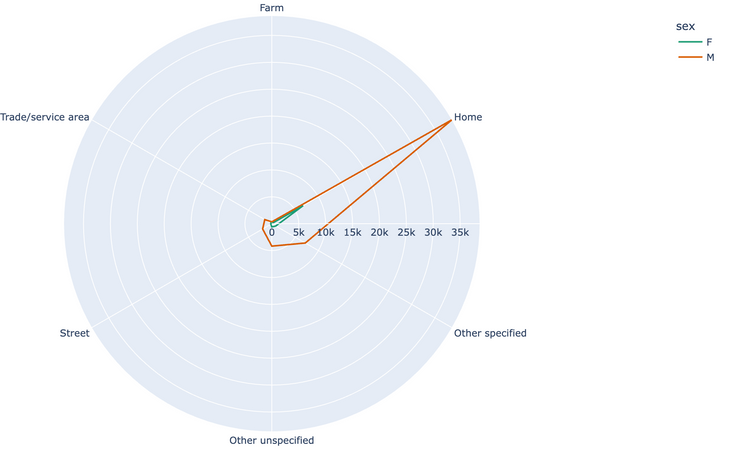 Farm
sex
F
M
Trade/service area
Home
0 5k 10k 15k 20k 25k 30k 35k
Street
Other specified
Other unspecified